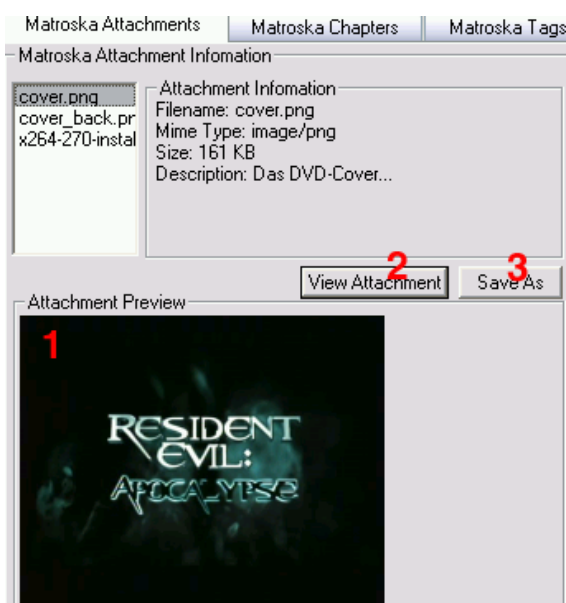 Matroska Attachments
Matroska Chapters
Matroska Tags
Matroska Attachment Infomation
cover.png
cover_back.pr
x264-270-instal
Attachment Infomation
Filename: cover.png
Mime Type: image/png
Size: 161 KB
Description: Das DVD-Cover...
2
3
View Attachment
Save As
Attachment Preview
1
RESIDENT
EVIL:
APOCALYPSE